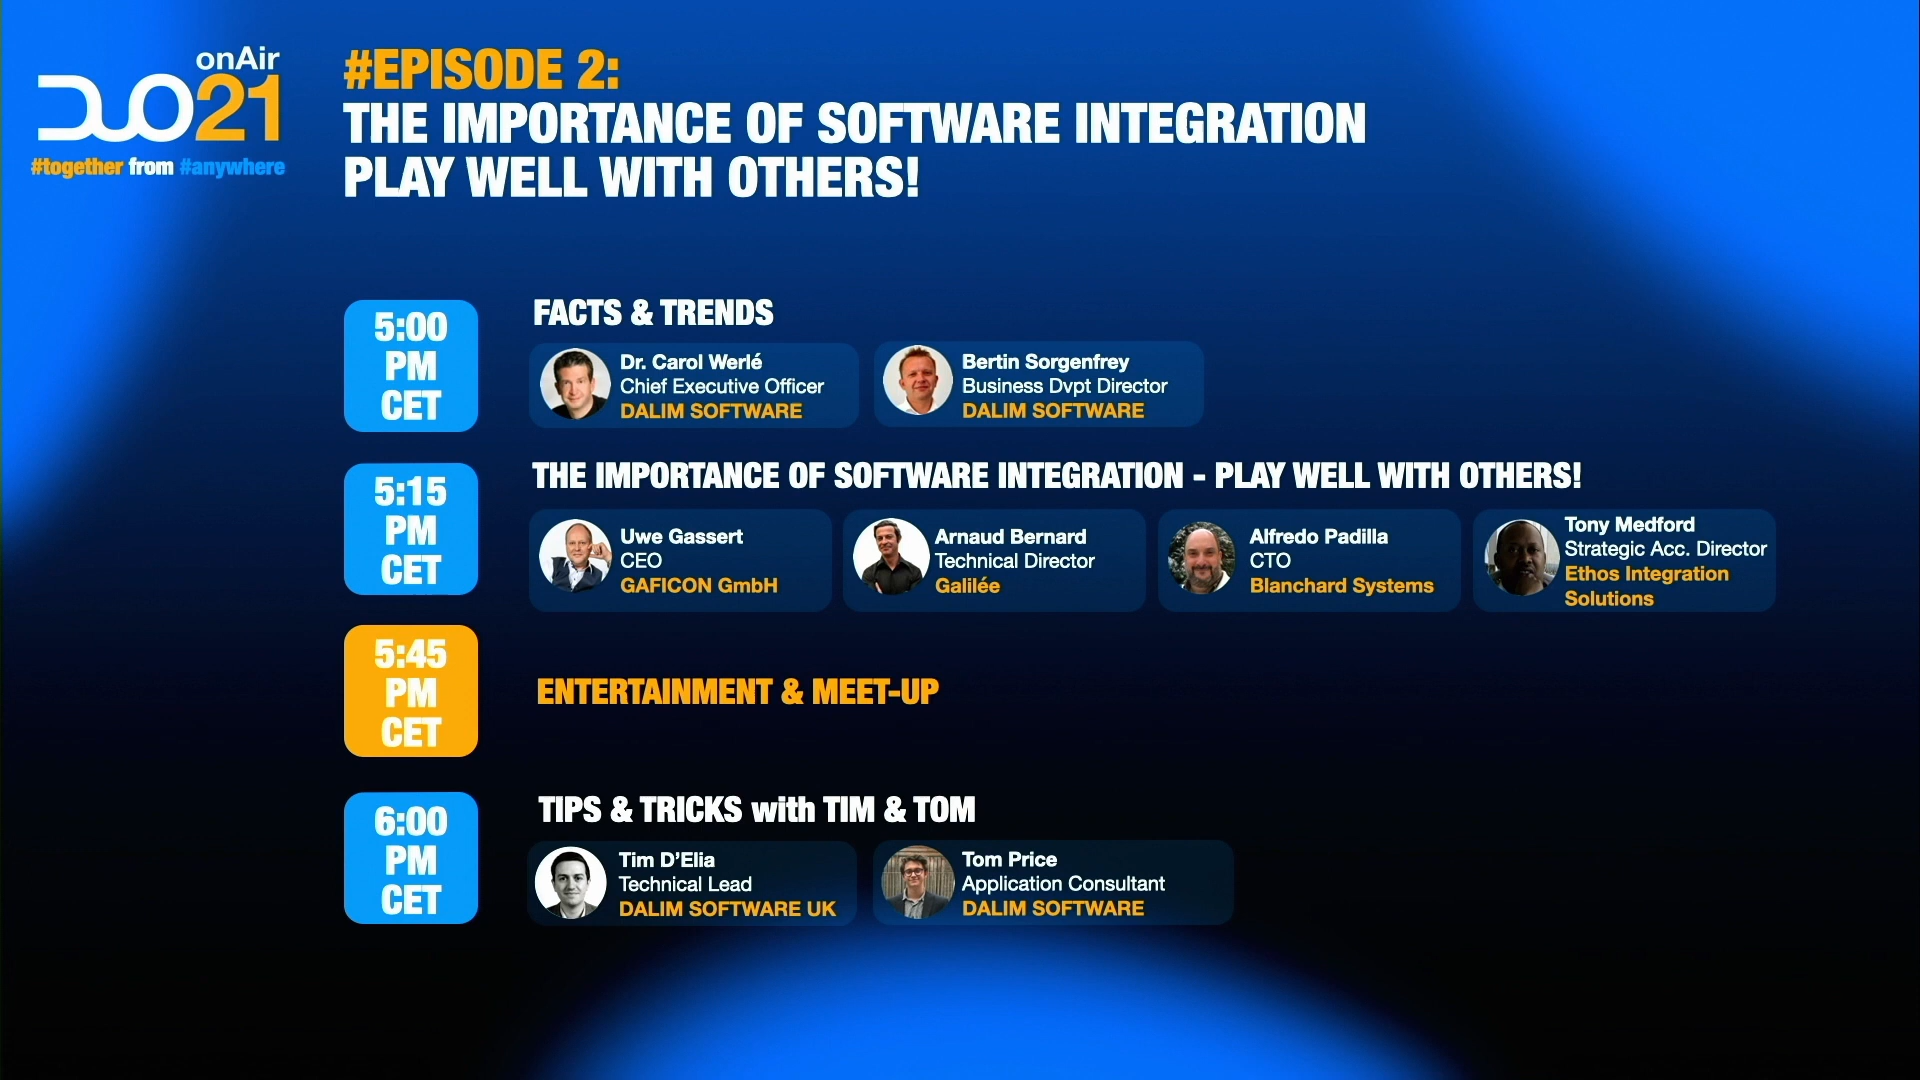 onAir
DUO21
#together from #anywhere
#EPISODE 2:
THE IMPORTANCE OF SOFTWARE INTEGRATION
PLAY WELL WITH OTHERS!
5:00
PM
CET
FACTS & TRENDS
Dr. Carol Werlé
Chief Executive Officer
DALIM SOFTWARE
Bertin Sorgenfrey
Business Dvpt Director
DALIM SOFTWARE
5:15
PM
CET
THE IMPORTANCE OF SOFTWARE INTEGRATION - PLAY WELL WITH OTHERS!
Uwe Gassert
CEO
GAFICON GmbH
Arnaud Bernard
Technical Director
Galilée
Alfredo Padilla
CTO
Blanchard Systems
Tony Medford
Strategic Acc. Director
Ethos Integration
Solutions
5:45
PM
CET
ENTERTAINMENT & MEET-UP
6:00
PM
CET
TIPS & TRICKS with TIM & TOM
Tim D’Elia
Technical Lead
DALIM SOFTWARE UK
Tom Price
Application Consultant
DALIM SOFTWARE